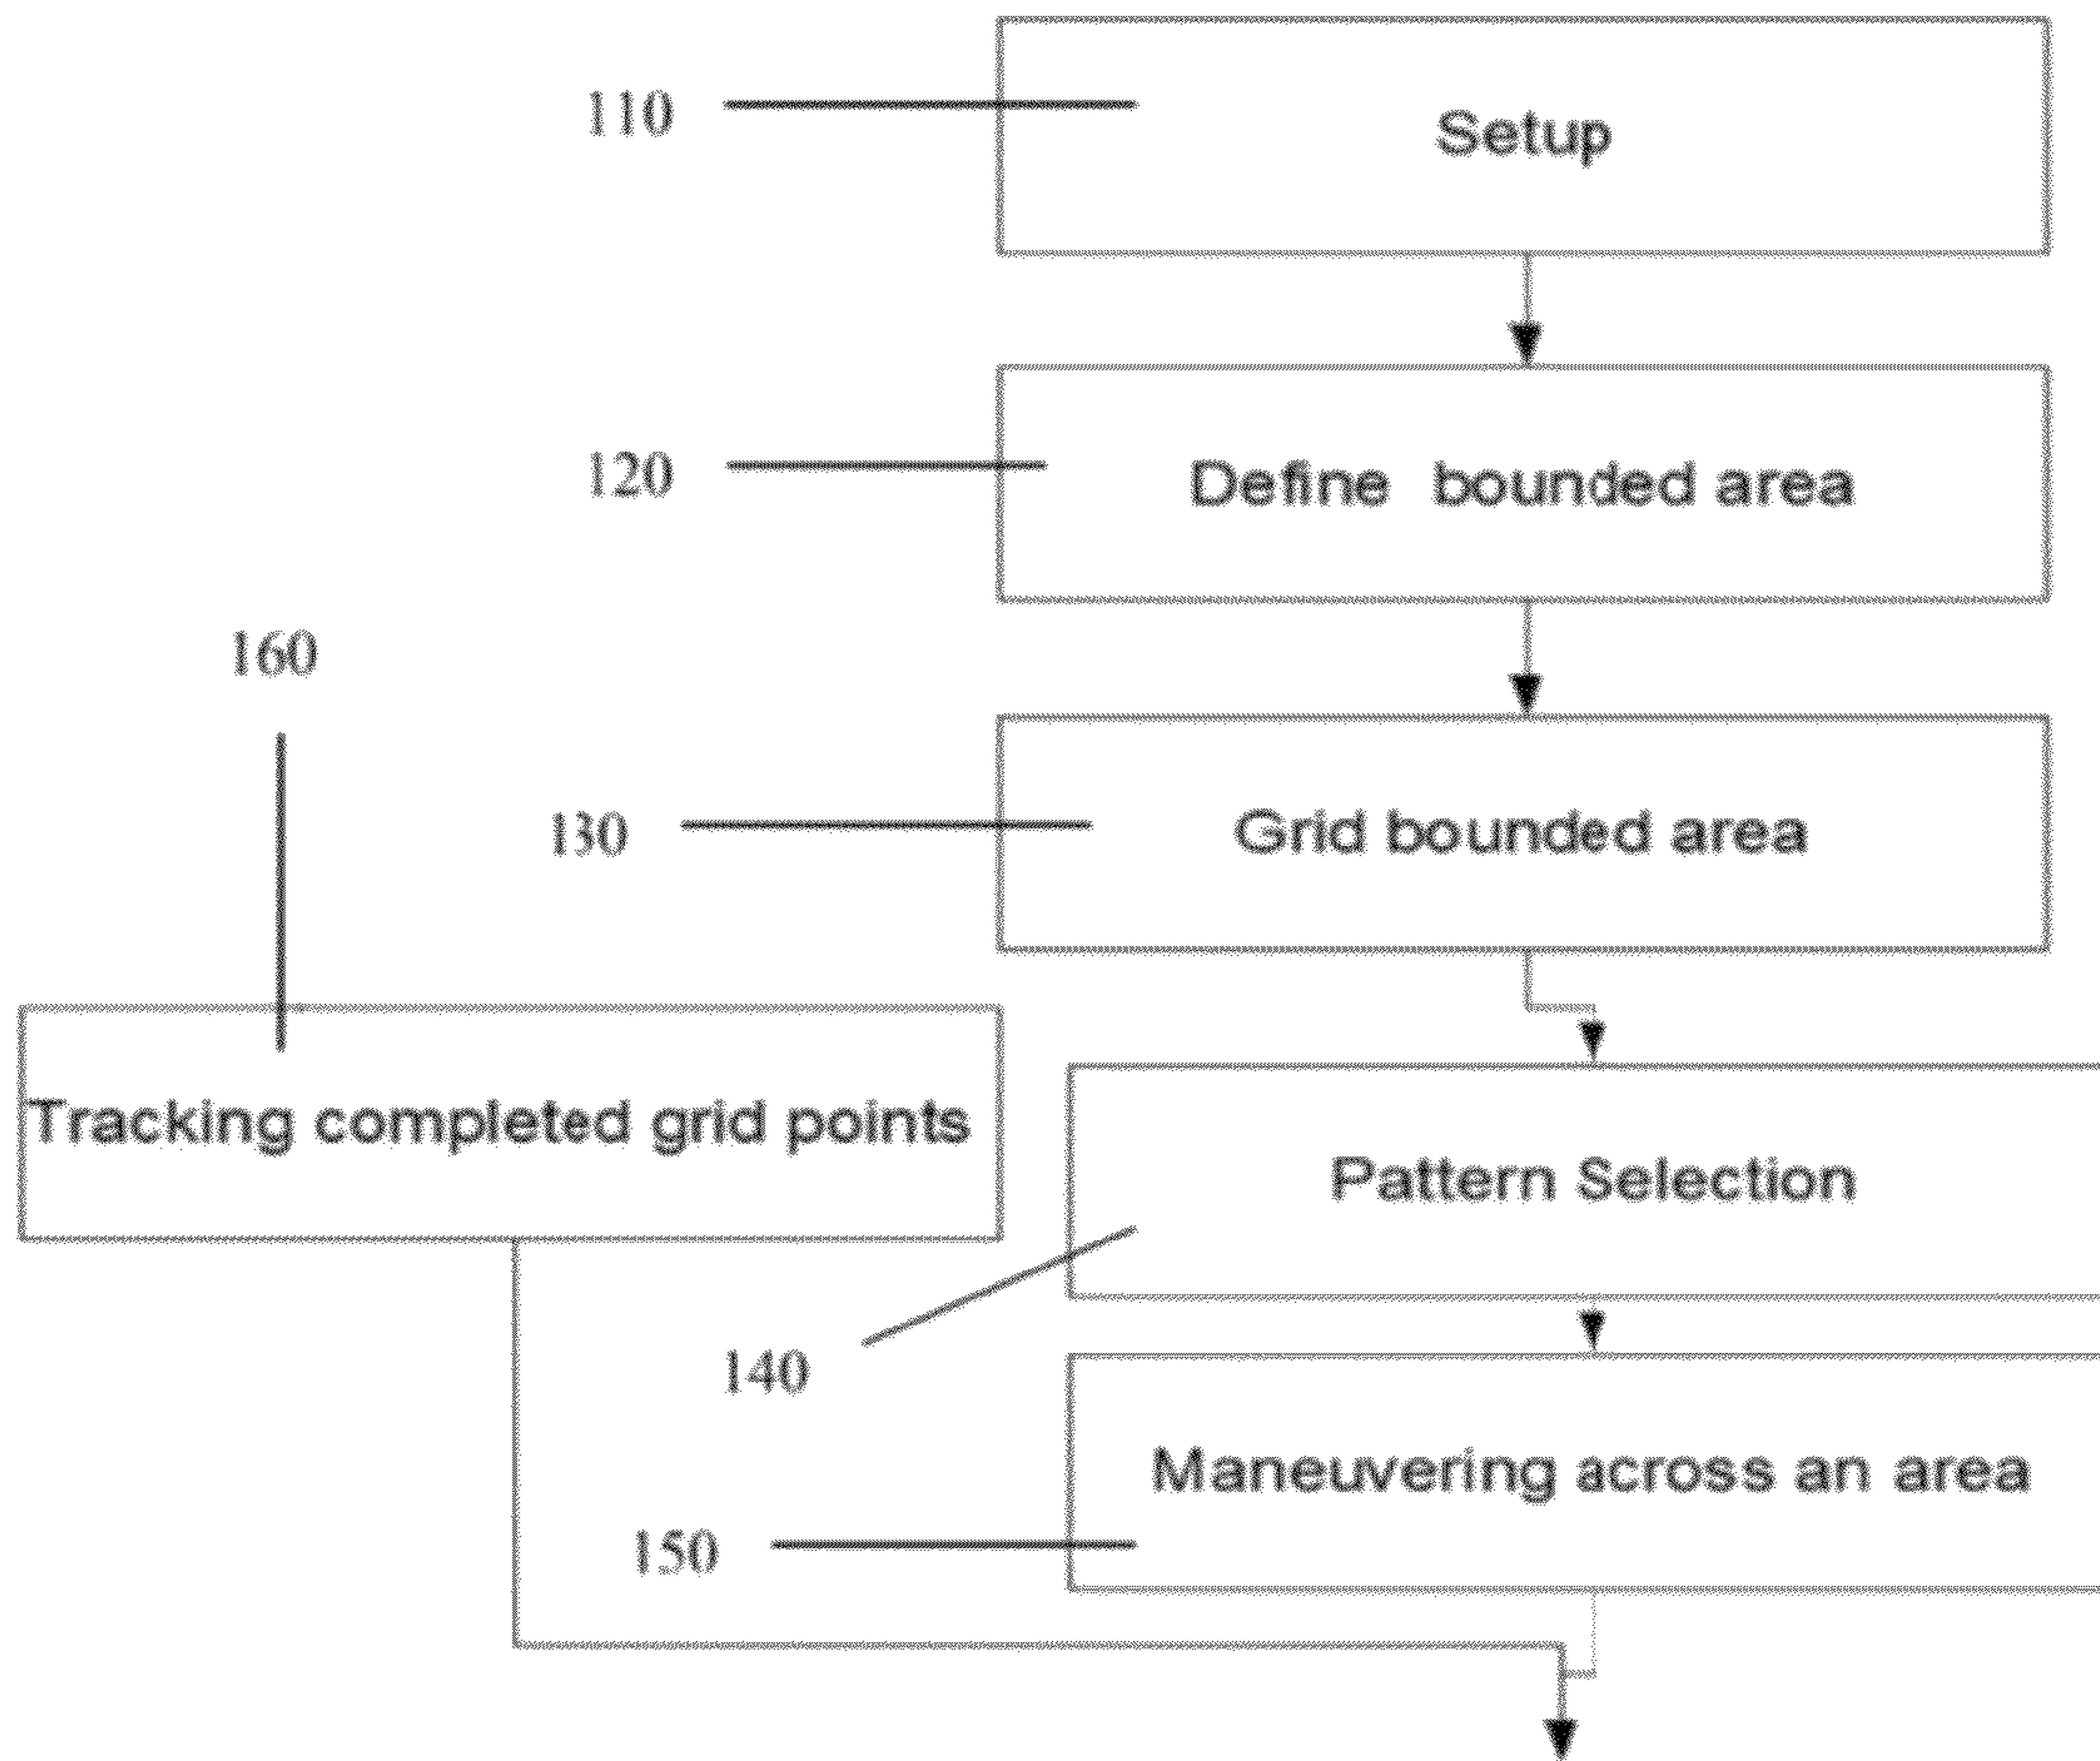 110
Setup
120
Define bounded area
160
130
Grid bounded area
Tracking completed grid points
Pattern Selection
140
Maneuvering across an area
150